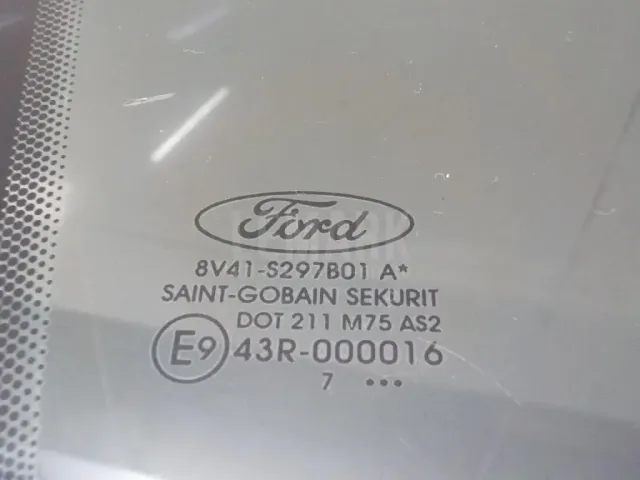 Ford
8V41-S297B01 A*
SAINT-GOBAIN SEKURIT
DOT 211 M75 AS2
E9 43R-000016
7 •••